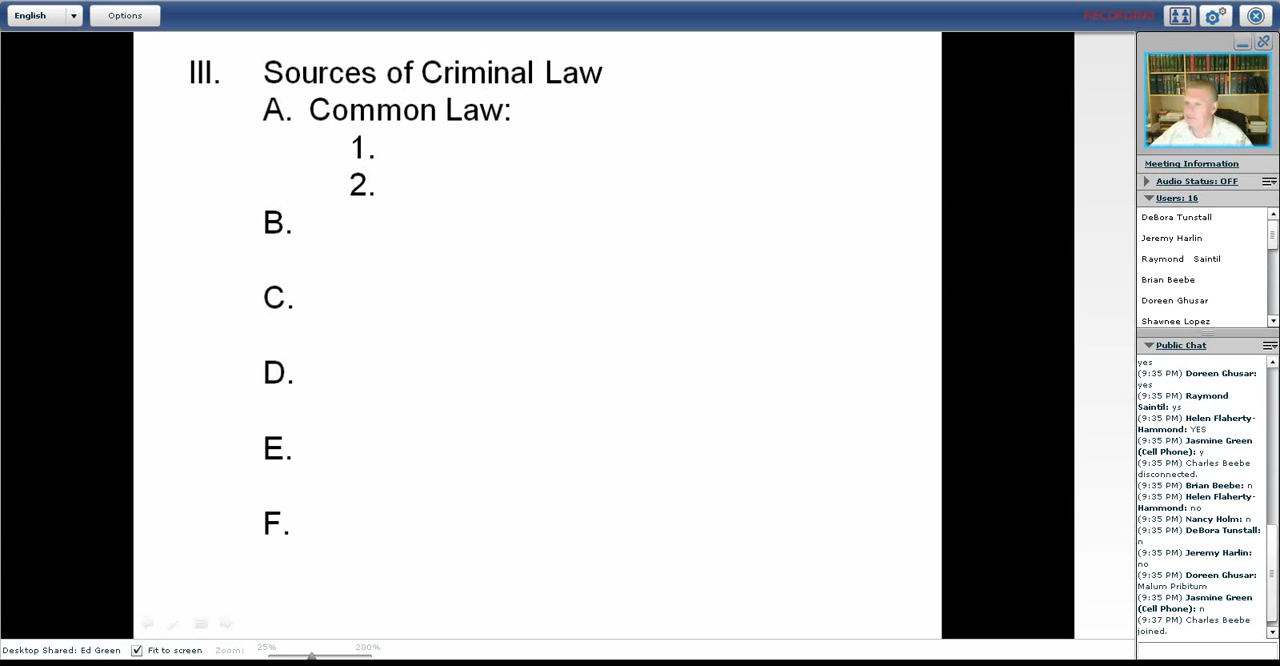 English
Options
RECORDING
III. Sources of Criminal Law
A. Common Law:
1.
2.
B.
C.
D.
E.
F.
Meeting Information
Audio Status: OFF
Users: 16
DeBora Tunstall
Jeremy Harlin
Raymond Saintil
Brian Beebe
Doreen Ghusar
Shawnee Lopez
Public Chat
yes
(9:35 PM) Doreen Ghusar:
yes
(9:35 PM) Raymond
Saintil: ys
(9:35 PM) Helen Flaherty-
Hammond: YES
(9:35 PM) Jasmine Green
(Cell Phone): y
(9:35 PM) Charles Beebe
disconnected.
(9:35 PM) Brian Beebe: n
(9:35 PM) Helen Flaherty-
Hammond: no
(9:35 PM) Nancy Holm: n
(9:35 PM) DeBora Tunstall:
n
(9:35 PM) Jeremy Harlin:
no
(9:35 PM) Doreen Ghusar:
Malum Pribitum
(9:35 PM) Jasmine Green
(Cell Phone): n
(9:37 PM) Charles Beebe
joined.
Desktop Shared: Ed Green
Fit to screen
Zoom:
25%
200%